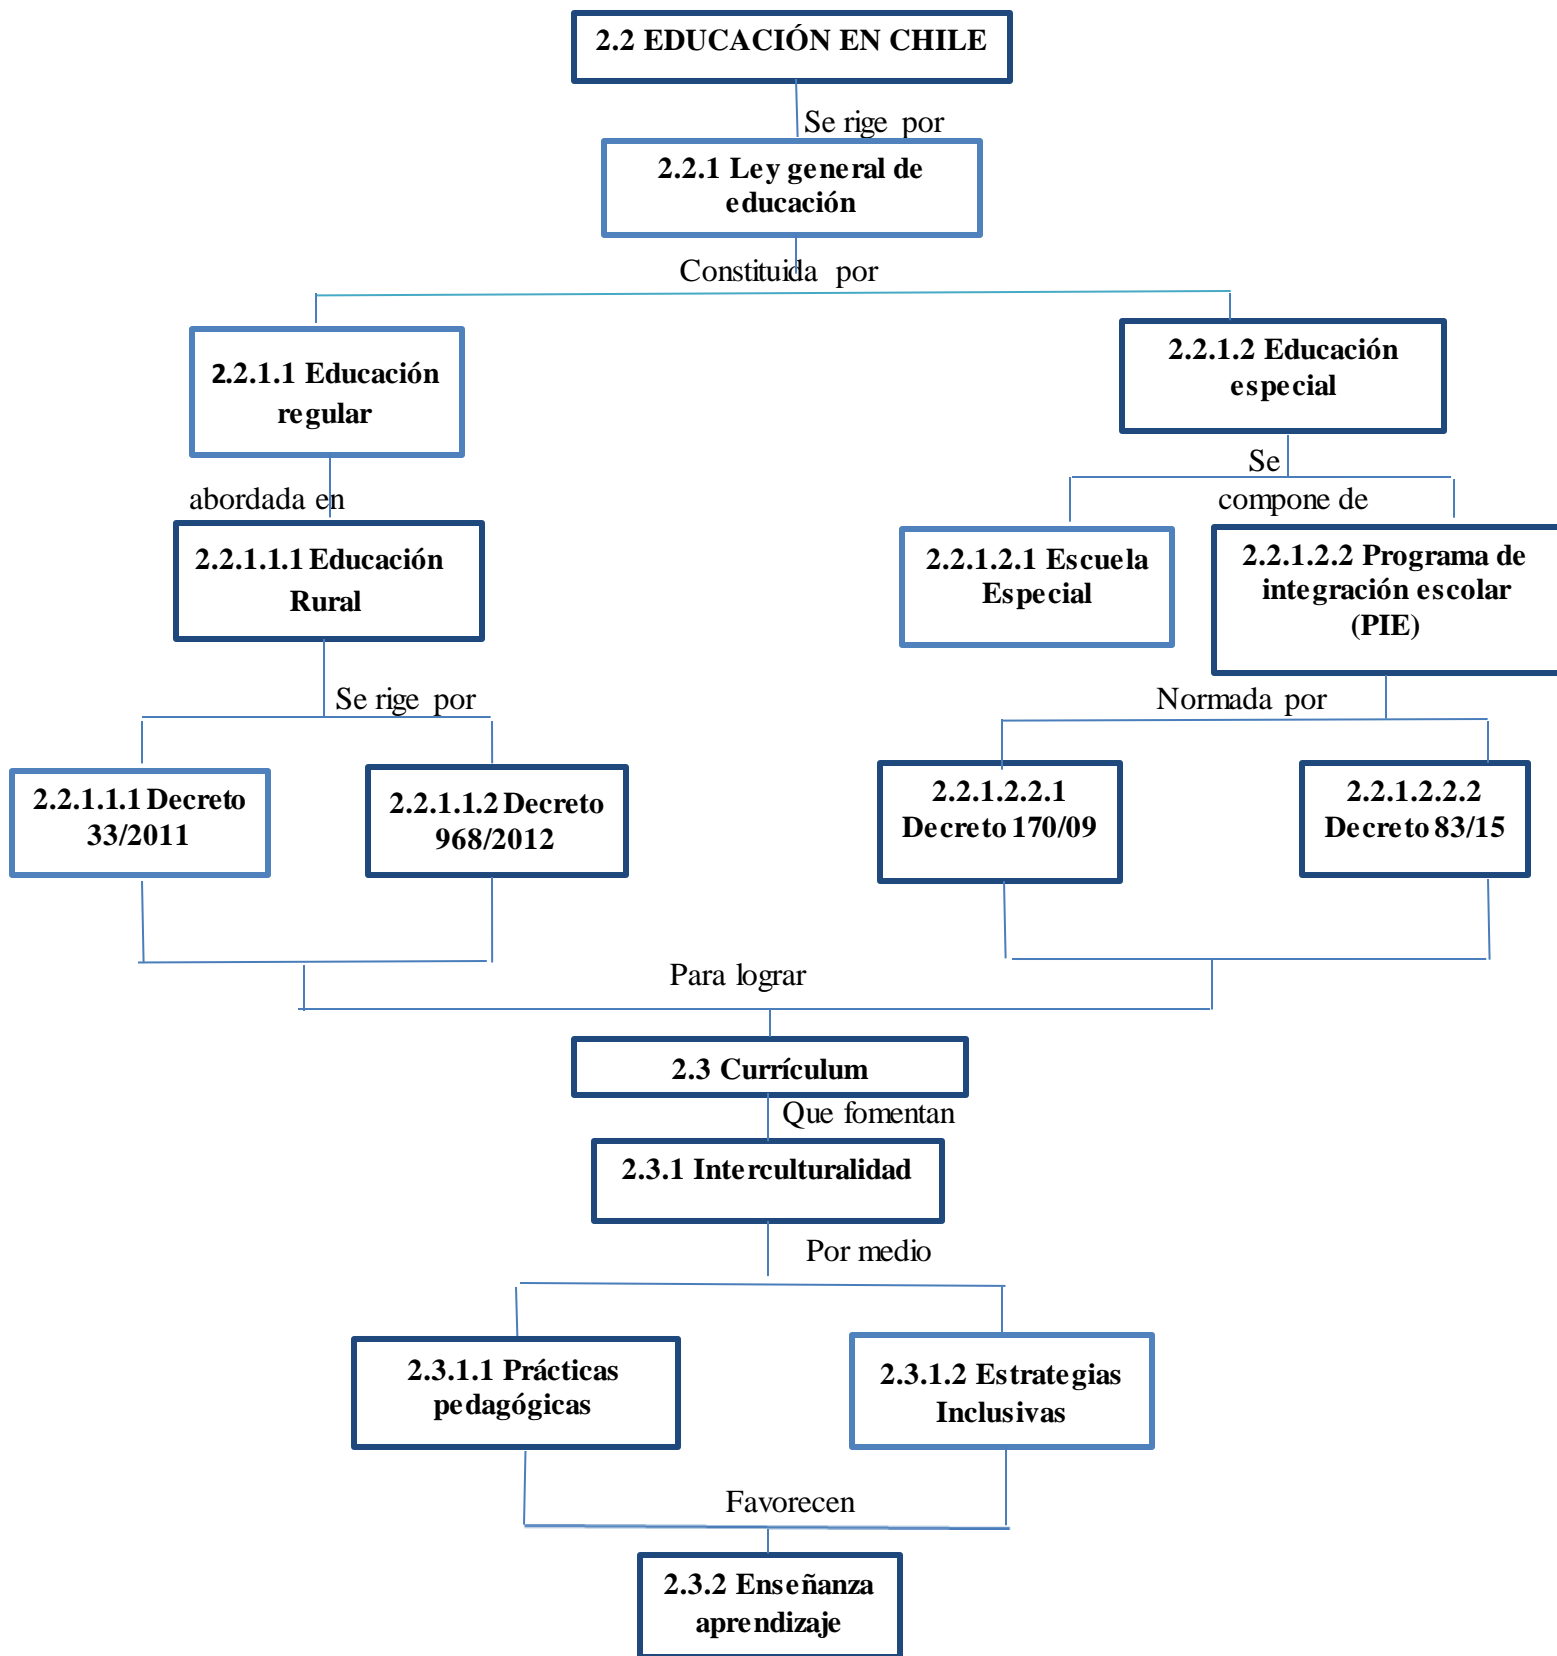 2.2 EDUCACIÓN EN CHILE
Se rige por
2.2.1 Ley general de
educación
Constituida por
2.2.1.1 Educación
regular
2.2.1.2 Educación
especial
abordada en
Se
compone de
2.2.1.1.1 Educación
Rural
2.2.1.2.1 Escuela
Especial
2.2.1.2.2 Programa de
integración escolar
(PIE)
Se rige por
Normada por
2.2.1.1.1 Decreto
33/2011
2.2.1.1.2 Decreto
968/2012
2.2.1.2.2.1
Decreto 170/09
2.2.1.2.2.2
Decreto 83/15
Para lograr
2.3 Currículum
Que fomentan
2.3.1 Interculturalidad
Por medio
2.3.1.1 Prácticas
pedagógicas
2.3.1.2 Estrategias
Inclusivas
Favorecen
2.3.2 Enseñanza
aprendizaje